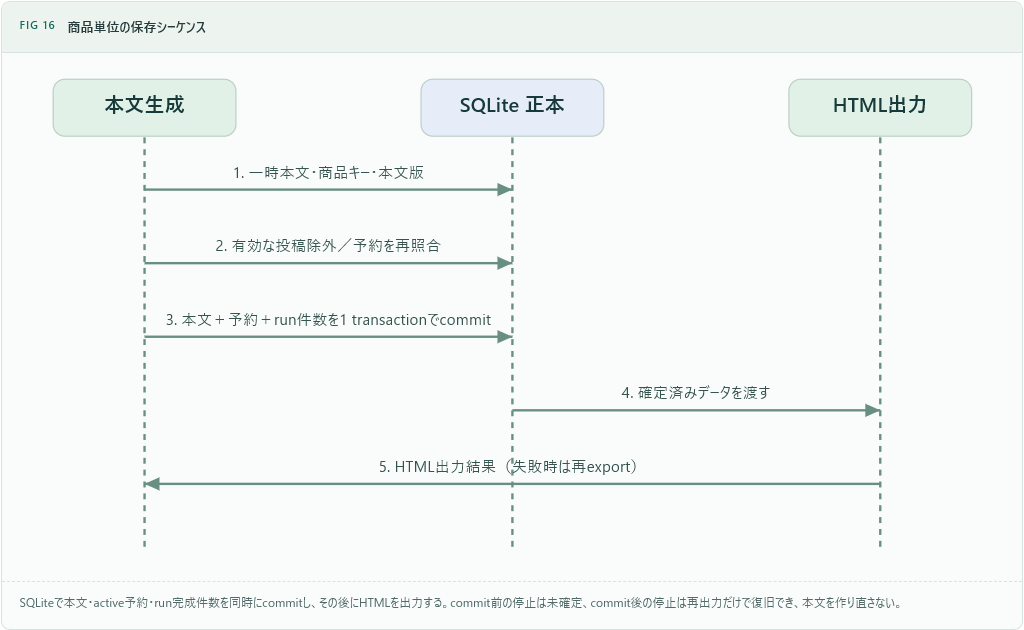 FIG 16 商品単位の保存シーケンス
本文生成
SQLite 正本
HTML出力
1. 一時本文・商品キー・本文版
2. 有効な投稿除外／予約を再照合
3. 本文＋予約＋run件数を1 transactionでcommit
4. 確定済みデータを渡す
5. HTML出力結果（失敗時は再export）
SQLiteで本文・active予約・run完成件数を同時にcommitし、その後にHTMLを出力する。commit前の停止は未確定、commit後の停止は再出力だけで復旧でき、本文を作り直さない。